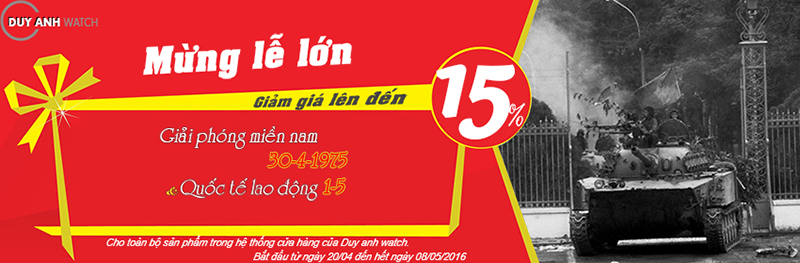 DUY ANH WATCH
Mừng lễ lớn
Giảm giá lên đến
15%
Giải phóng miền nam
30-4-1975
& Quốc tế lao động 1-5
Cho toàn bộ sản phẩm trong hệ thống cửa hàng của Duy anh watch.
Bắt đầu từ ngày 20/04 đến hết ngày 08/05/2016